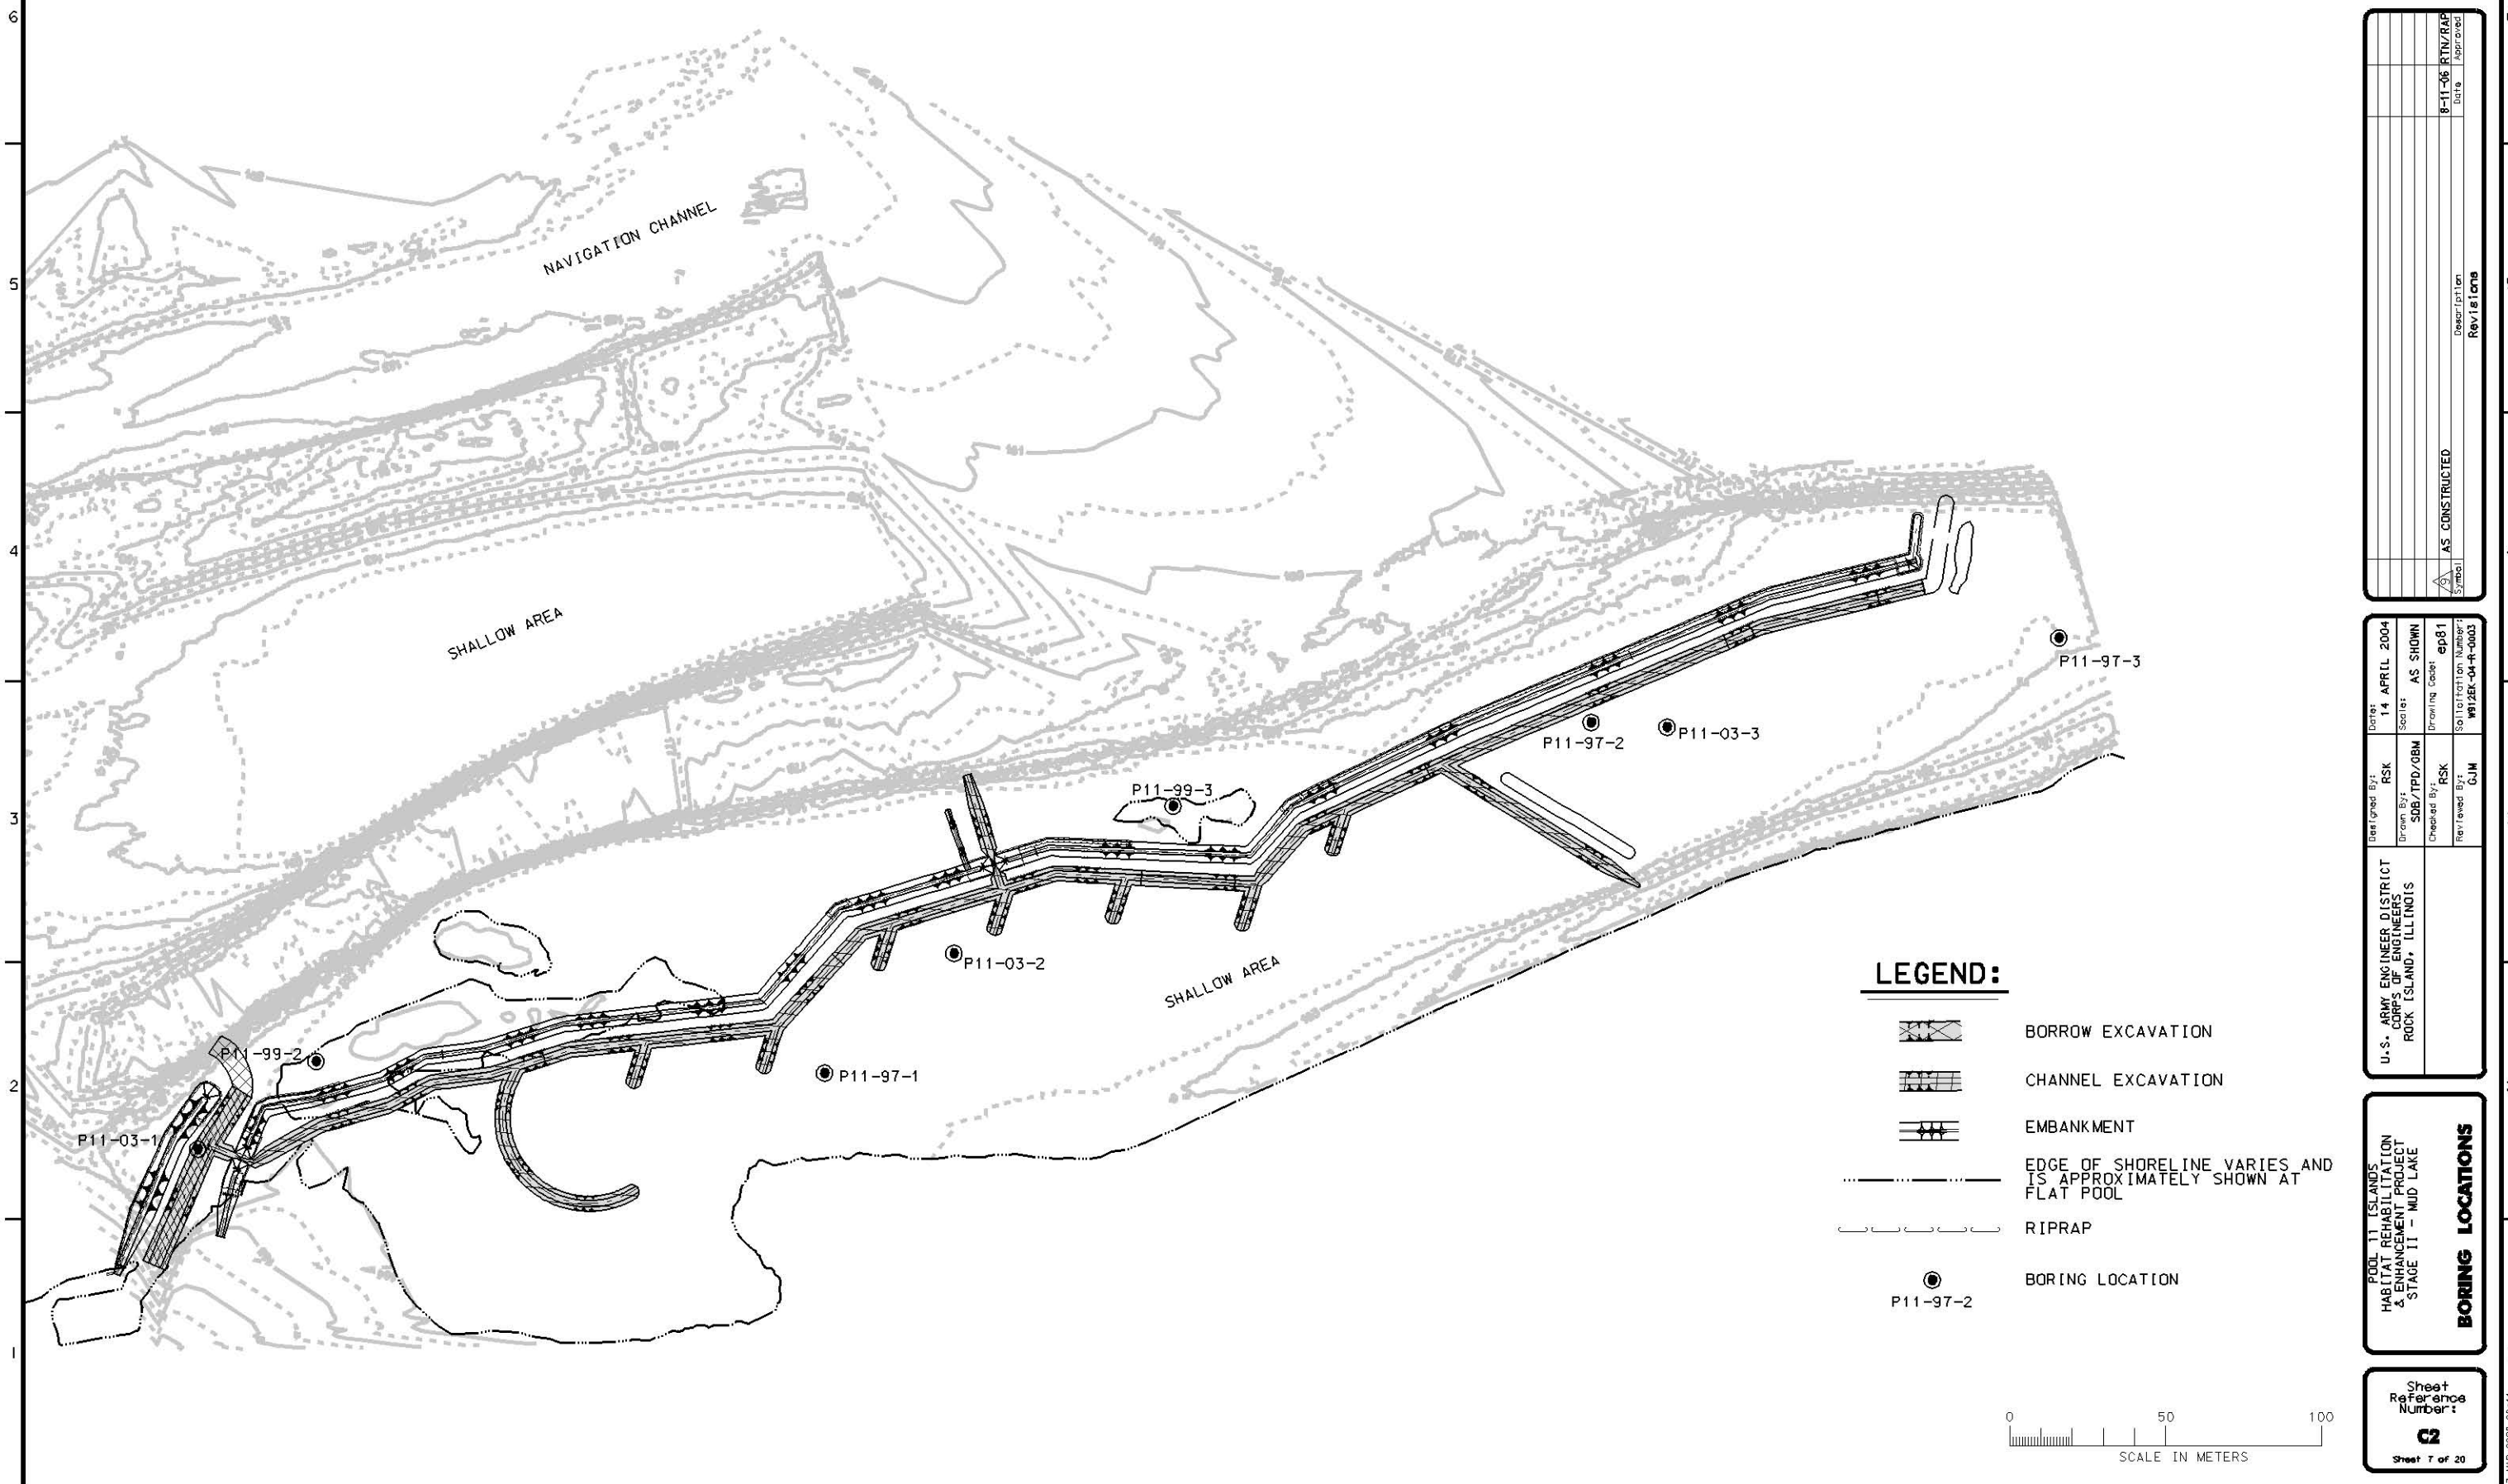 6
5
4
3
2
1
NAVIGATION CHANNEL
SHALLOW AREA
SHALLOW AREA
161
160
P11-97-3
P11-97-2
P11-03-3
P11-99-3
P11-03-2
P11-97-1
P11-99-2
P11-03-1
LEGEND:
BORROW EXCAVATION
CHANNEL EXCAVATION
EMBANKMENT
EDGE OF SHORELINE VARIES AND
IS APPROXIMATELY SHOWN AT
FLAT POOL
RIPRAP
BORING LOCATION
P11-97-2
0 50 100
SCALE IN METERS
9 AS CONSTRUCTED 8-11-06 RTN/RAP
Symbol Description Date Approved
Revisions
Designed By: RSK
Date: 14 APRIL 2004
Drawn By: SDB/TPD/GBM
Scale: AS SHOWN
Checked By: RSK
Drawing Code: ep81
Reviewed By: GJM
Solicitation Number: W912EK-04-R-0003
U.S. ARMY ENGINEER DISTRICT
CORPS OF ENGINEERS
ROCK ISLAND, ILLINOIS
POOL 11 ISLANDS
HABITAT REHABILITATION
& ENHANCEMENT PROJECT
STAGE II - MUD LAKE
BORING LOCATIONS
Sheet
Reference
Number:
C2
Sheet 7 of 20